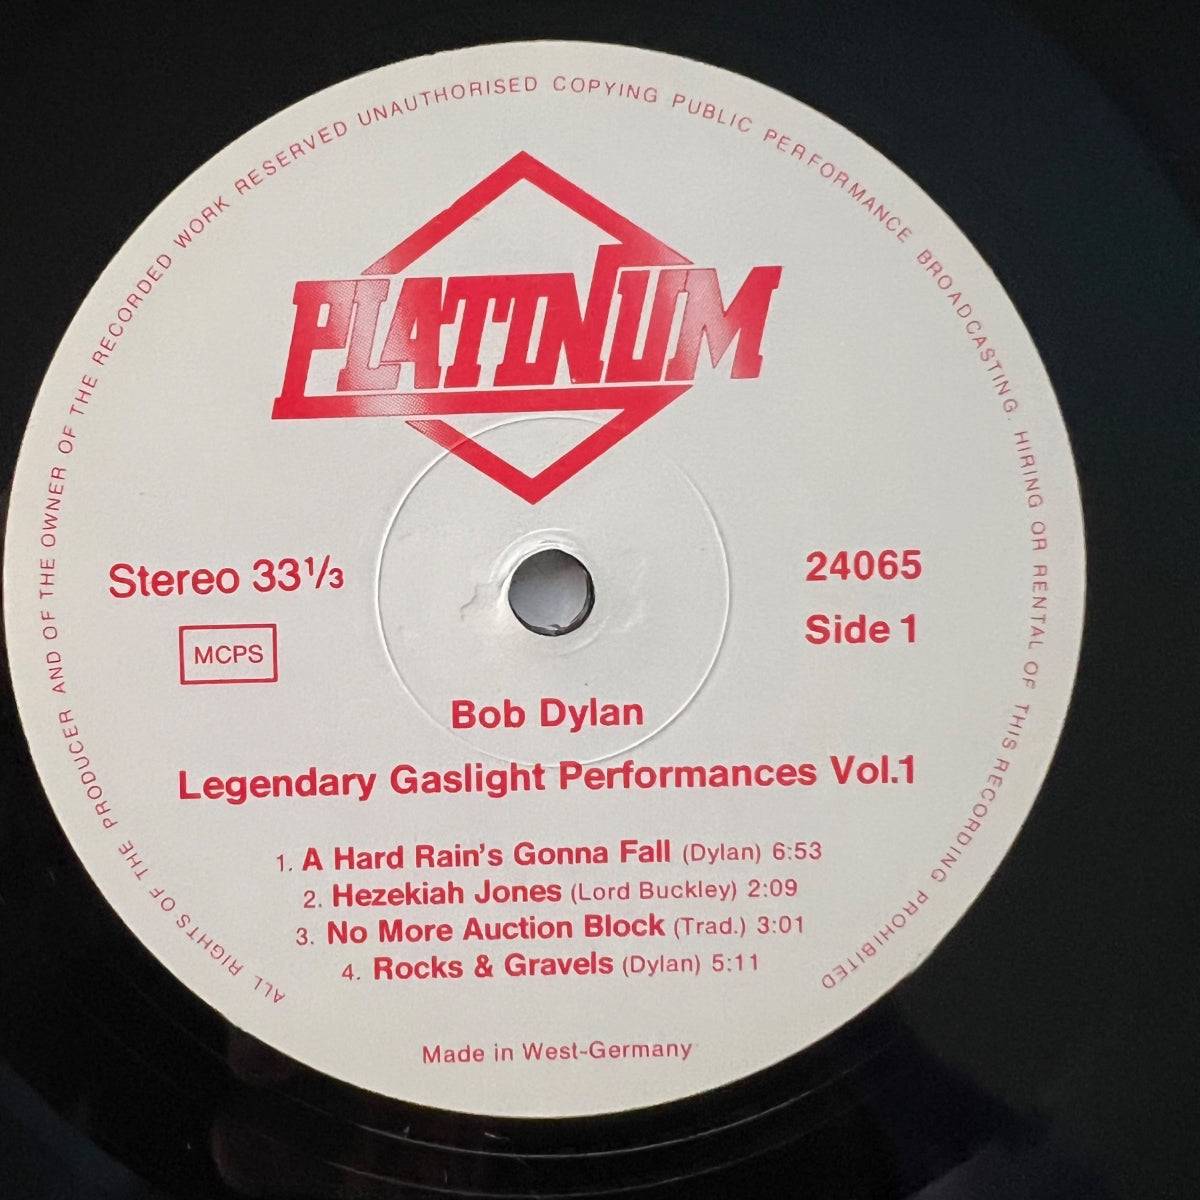 ALL RIGHTS OF THE PRODUCER AND OF THE OWNER OF THE RECORDED WORK RESERVED UNAUTHORISED COPYING PUBLIC PERFORMANCE BROADCASTING HIRING OR RENTAL OF THIS RECORDING PROHIBITED
PLATINUM
Stereo 33⅓
24065
MCPS
Side 1
Bob Dylan
Legendary Gaslight Performances Vol.1
1. A Hard Rain's Gonna Fall (Dylan) 6:53
2. Hezekiah Jones (Lord Buckley) 2:09
3. No More Auction Block (Trad.) 3:01
4. Rocks & Gravels (Dylan) 5:11
Made in West-Germany